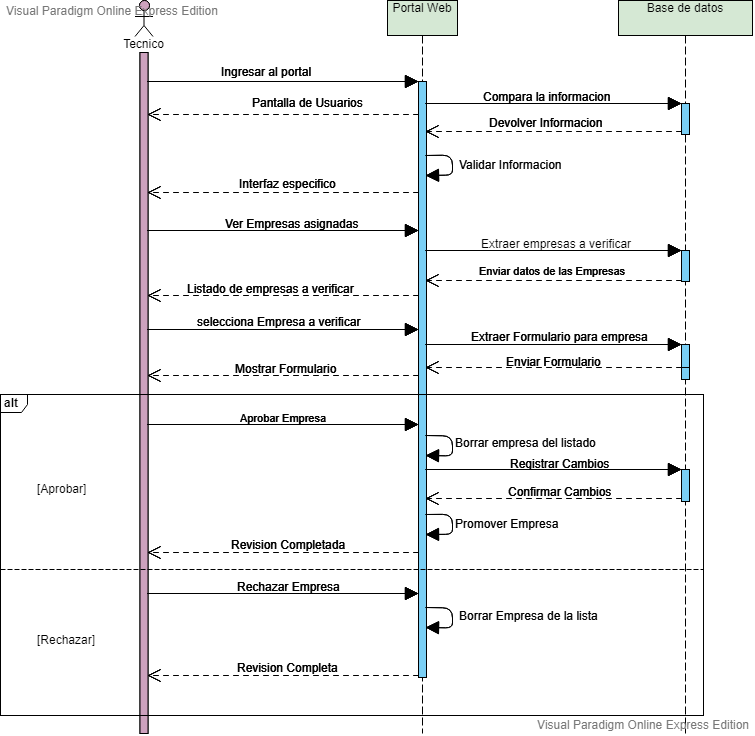 Visual Paradigm Online Express Edition
Tecnico
Portal Web
Base de datos
Ingresar al portal
Compara la informacion
Pantalla de Usuarios
Devolver Informacion
Validar Informacion
Interfaz especifico
Ver Empresas asignadas
Extraer empresas a verificar
Enviar datos de las Empresas
Listado de empresas a verificar
selecciona Empresa a verificar
Extraer Formulario para empresa
Enviar Formulario
Mostrar Formulario
alt
Aprobar Empresa
Borrar empresa del listado
Registrar Cambios
[Aprobar]
Confirmar Cambios
Promover Empresa
Revision Completada
Rechazar Empresa
Borrar Empresa de la lista
[Rechazar]
Revision Completa
Visual Paradigm Online Express Edition